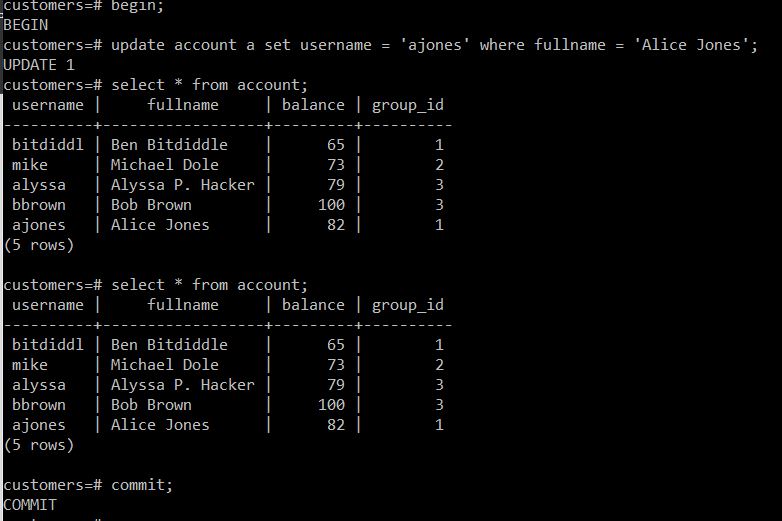 customers=# begin;
BEGIN
customers=# update account a set username = 'ajones' where fullname = 'Alice Jones';
UPDATE 1
customers=# select * from account;
 username |     fullname     | balance | group_id
----------+------------------+---------+----------
 bitdiddl | Ben Bitdiddle    |      65 |        1
 mike     | Michael Dole     |      73 |        2
 alyssa   | Alyssa P. Hacker |      79 |        3
 bbrown   | Bob Brown        |     100 |        3
 ajones   | Alice Jones      |      82 |        1
(5 rows)

customers=# select * from account;
 username |     fullname     | balance | group_id
----------+------------------+---------+----------
 bitdiddl | Ben Bitdiddle    |      65 |        1
 mike     | Michael Dole     |      73 |        2
 alyssa   | Alyssa P. Hacker |      79 |        3
 bbrown   | Bob Brown        |     100 |        3
 ajones   | Alice Jones      |      82 |        1
(5 rows)

customers=# commit;
COMMIT